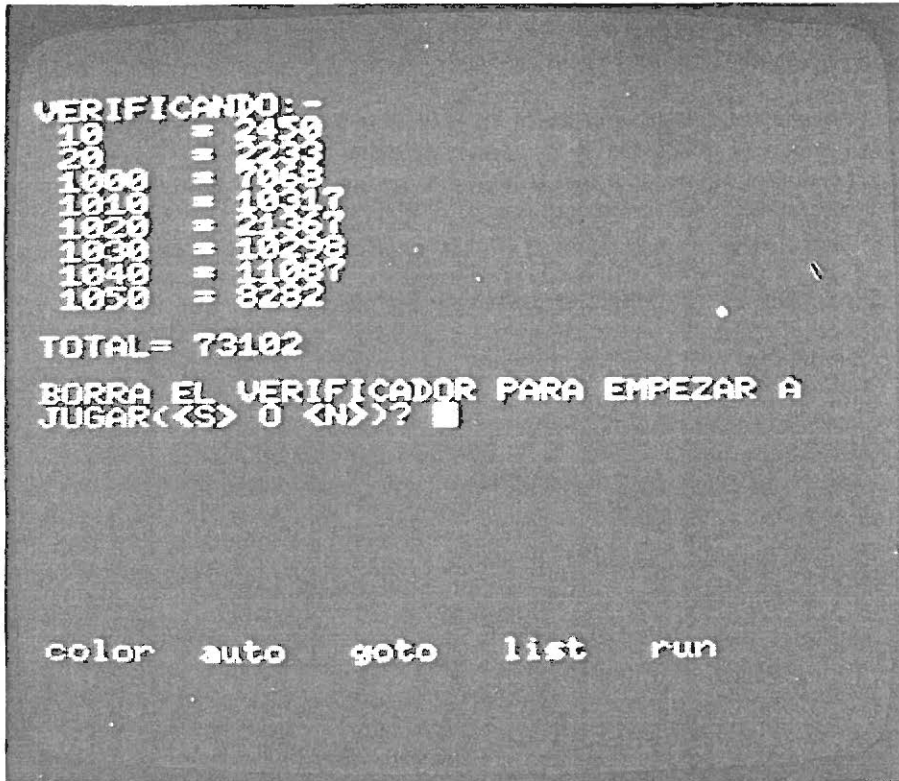 VERIFICANDO:-
10 = 2450
20 = 2233
1000 = 7068
1010 = 10317
1020 = 21367
1030 = 10298
1040 = 11087
1050 = 8282
TOTAL= 73102
BORRA EL VERIFICADOR PARA EMPEZAR A
JUGAR(<S> O <N>)?
color auto goto list run